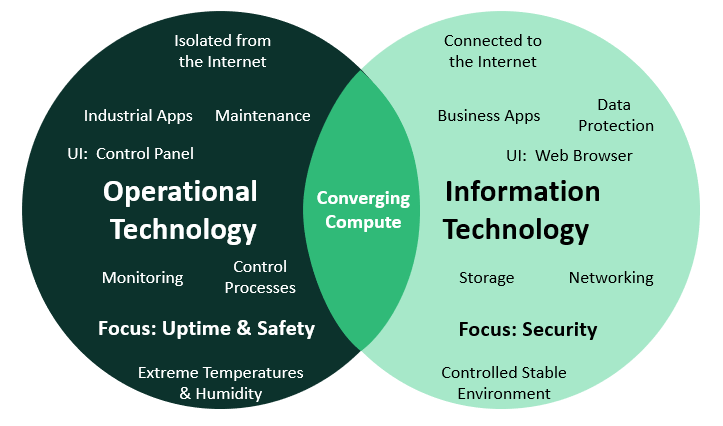 Isolated from
the Internet
Industrial Apps
Maintenance
UI:  Control Panel
Operational
Technology
Monitoring
Control
Processes
Focus: Uptime & Safety
Extreme Temperatures
& Humidity
Converging
Compute
Connected to
the Internet
Business Apps
Data
Protection
UI:  Web Browser
Information
Technology
Storage
Networking
Focus: Security
Controlled Stable
Environment